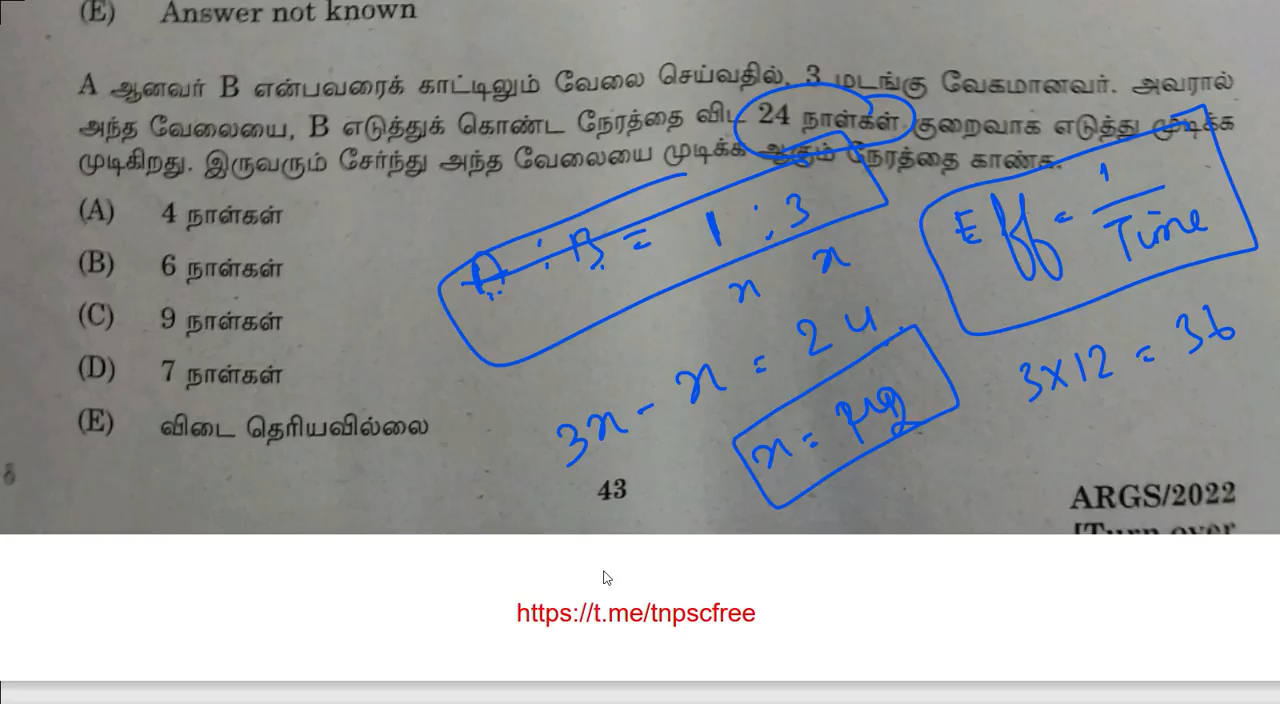 (E) Answer not known
A ஆனவர் B என்பவரைக் காட்டிலும் வேலை செய்வதில், 3 மடங்கு வேகமானவர். அவரால்
அந்த வேலையை, B எடுத்துக் கொண்ட நேரத்தை விட 24 நாள்கள் குறைவாக எடுத்து முடிக்க
முடிகிறது. இருவரும் சேர்ந்து அந்த வேலையை முடிக்க ஆகும் நேரத்தை காண்க.
(A) 4 நாள்கள்
(B) 6 நாள்கள்
(C) 9 நாள்கள்
(D) 7 நாள்கள்
(E) விடை தெரியவில்லை
A : B = 1 : 3
x x
Eff = 1/Time
3x - x = 24
x =
3x12 = 36
43
ARGS/2022
[Turn over
https://t.me/tnpscfree